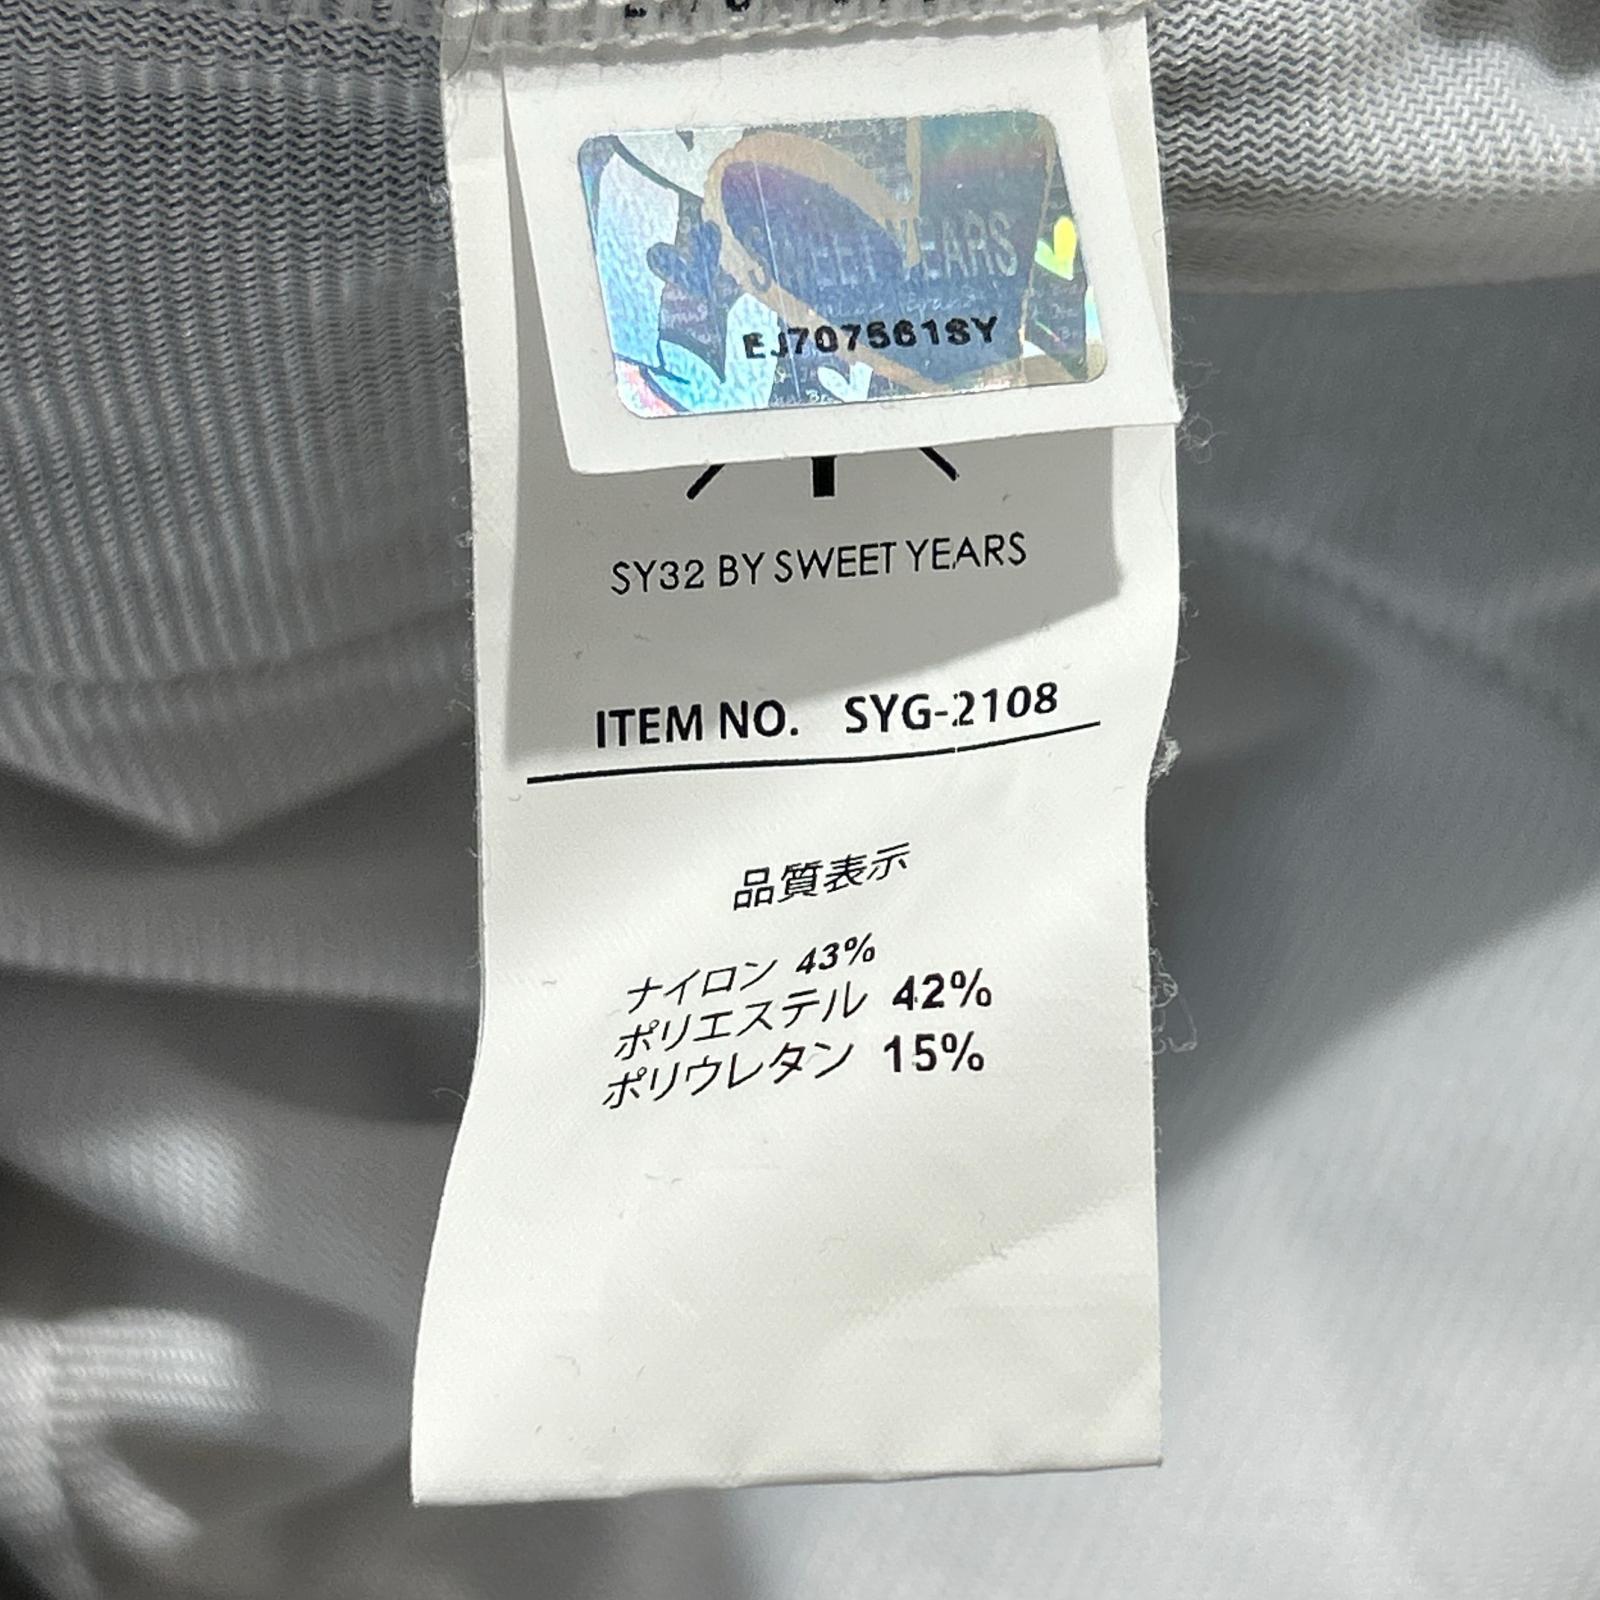 SWEET YEARS
EJ7075618Y
SY32 BY SWEET YEARS
ITEM NO. SYG-2108
品質表示
ナイロン 43%
ポリエステル 42%
ポリウレタン 15%